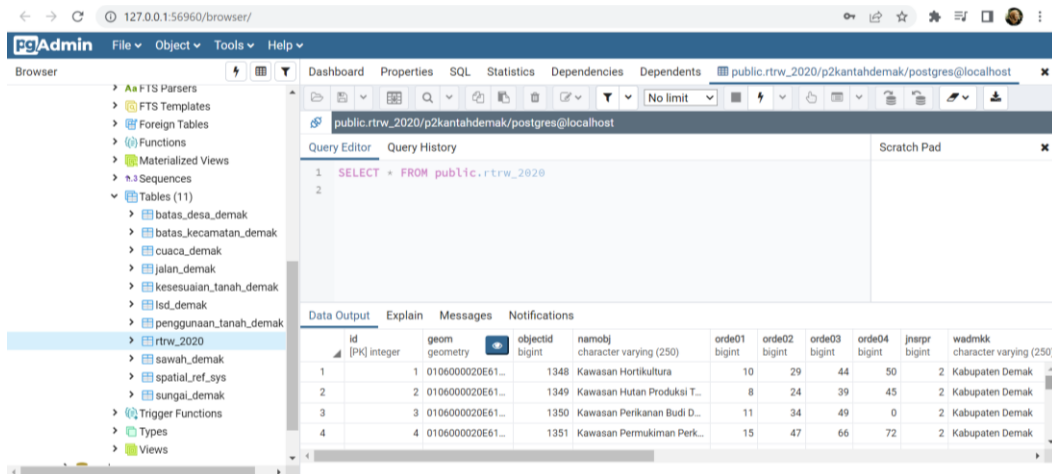 127.0.0.1:56960/browser/
pgAdmin File Object Tools Help
Browser
Dashboard Properties SQL Statistics Dependencies Dependents public.rtrw_2020/p2kantahdemak/postgres@localhost
No limit
public.rtrw_2020/p2kantahdemak/postgres@localhost
Query Editor Query History Scratch Pad
1 SELECT * FROM public.rtrw_2020
2
FTS Parsers
FTS Templates
Foreign Tables
Functions
Materialized Views
Sequences
Tables (11)
batas_desa_demak
batas_kecamatan_demak
cuaca_demak
jalan_demak
kesesuaian_tanah_demak
lsd_demak
penggunaan_tanah_demak
rtrw_2020
sawah_demak
spatial_ref_sys
sungai_demak
Trigger Functions
Types
Views
Data Output Explain Messages Notifications
id geom objectid namobj orde01 orde02 orde03 orde04 jnsrpr wadmkk
[PK] integer geometry bigint character varying (250) bigint bigint bigint bigint bigint character varying (250)
1 1 0106000020E61... 1348 Kawasan Hortikultura 10 29 44 50 2 Kabupaten Demak
2 2 0106000020E61... 1349 Kawasan Hutan Produksi T... 8 24 39 45 2 Kabupaten Demak
3 3 0106000020E61... 1350 Kawasan Perikanan Budi D... 11 34 49 0 2 Kabupaten Demak
4 4 0106000020E61... 1351 Kawasan Permukiman Perk... 15 47 66 72 2 Kabupaten Demak